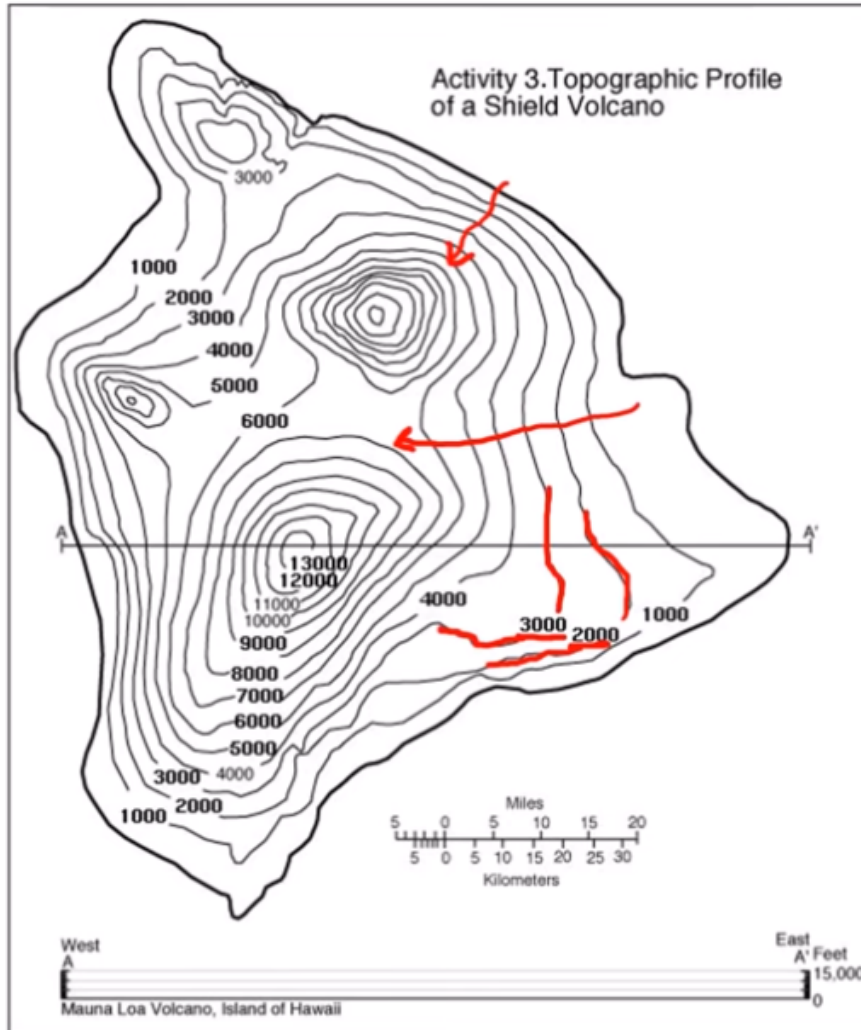 Activity 3.Topographic Profile
of a Shield Volcano
3000
1000
2000
3000
4000
5000
6000
A
A'
13000
12000
11000
10000
9000
8000
7000
6000
5000
4000
3000
2000
1000
4000
3000
2000
1000
Miles
5 0 5 10 15 20
5 0 5 10 15 20 25 30
Kilometers
West
A
East
A' Feet
15,000
0
Mauna Loa Volcano, Island of Hawaii